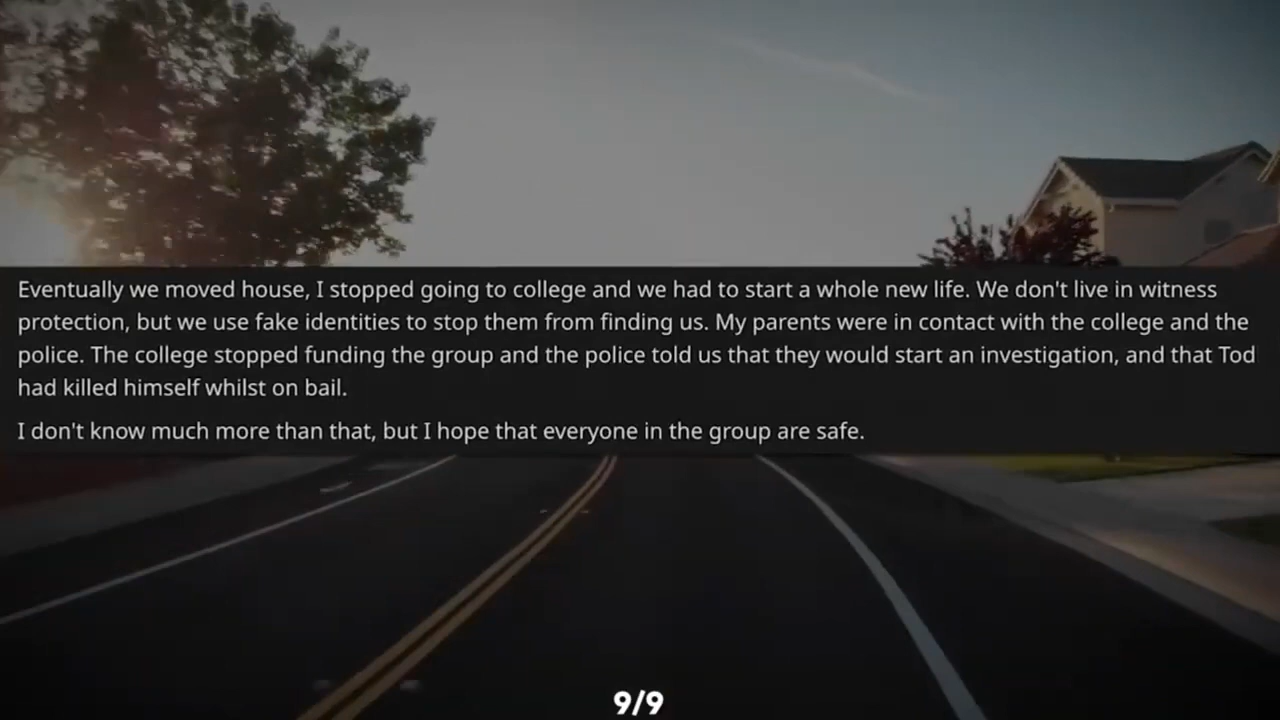 Eventually we moved house, I stopped going to college and we had to start a whole new life. We don't live in witness
protection, but we use fake identities to stop them from finding us. My parents were in contact with the college and the
police. The college stopped funding the group and the police told us that they would start an investigation, and that Tod
had killed himself whilst on bail.
I don't know much more than that, but I hope that everyone in the group are safe.
9/9